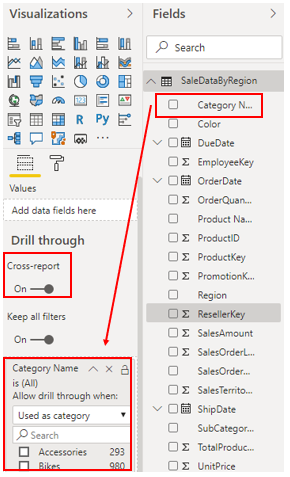 Visualizations
Values
Add data fields here
Drill through
Cross-report
On
Keep all filters
On
Category Name
is (All)
Allow drill through when:
Used as category
Search
Accessories 293
Bikes 980
Fields
Search
SaleDataByRegion
Category N...
Color
DueDate
EmployeeKey
OrderDate
OrderQuan...
Product Na...
ProductID
ProductKey
PromotionK...
Region
ResellerKey
SalesAmount
SalesOrderL...
SalesOrder...
SalesTerrito...
ShipDate
SubCategor...
TotalProduc...
UnitPrice